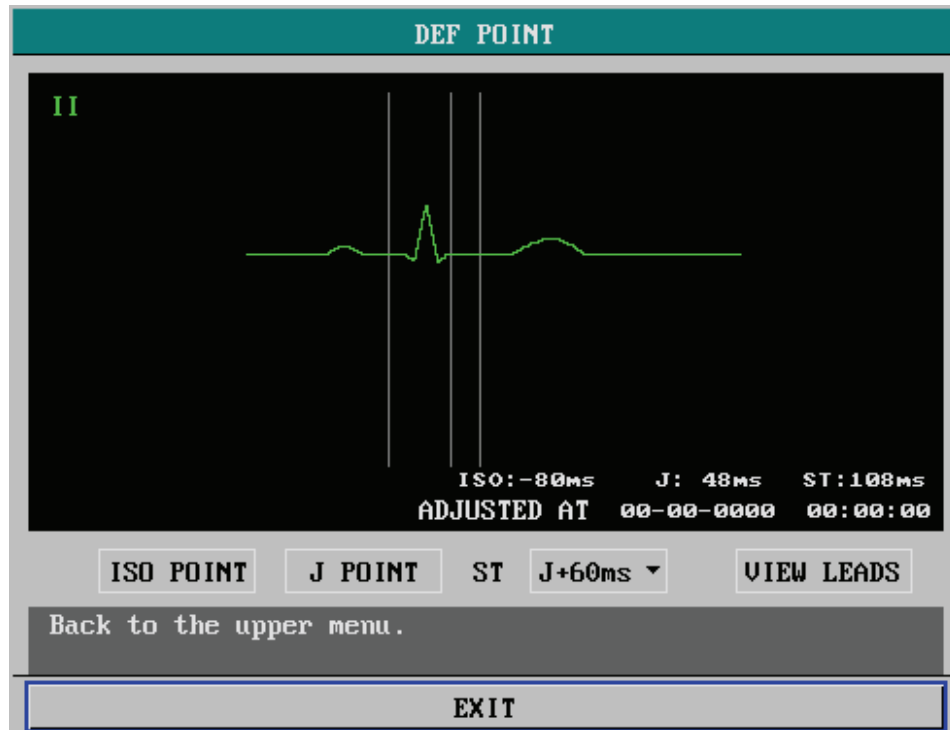 DEF POINT
II
ISO:-80ms J: 48ms ST:108ms
ADJUSTED AT 00-00-0000 00:00:00
ISO POINT J POINT ST J+60ms VIEW LEADS
Back to the upper menu.
EXIT